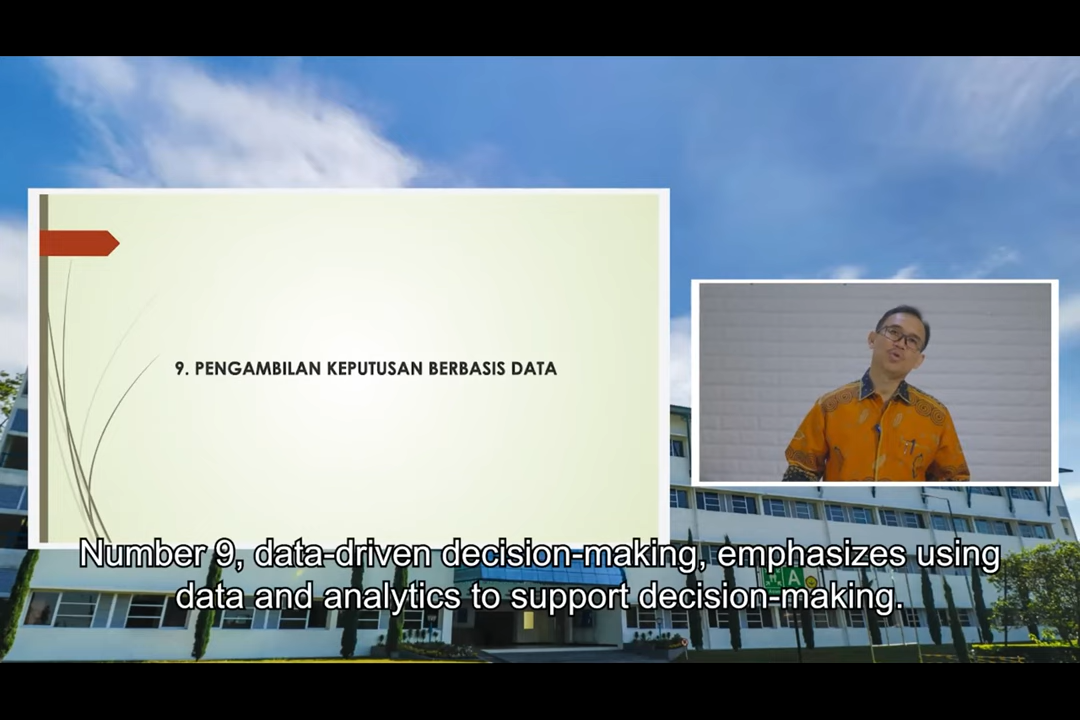 9. PENGAMBILAN KEPUTUSAN BERBASIS DATA
Number 9, data-driven decision-making, emphasizes using
data and analytics to support decision-making.
A